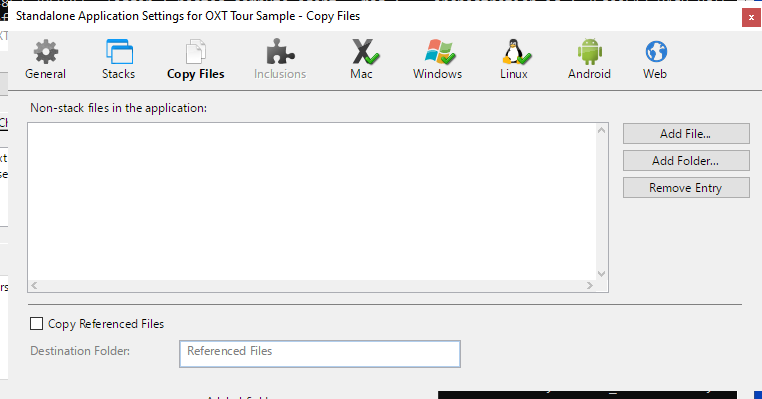 Standalone Application Settings for OXT Tour Sample - Copy Files
General
Stacks
Copy Files
Inclusions
Mac
Windows
Linux
Android
Web
Non-stack files in the application:
Add File...
Add Folder...
Remove Entry
Copy Referenced Files
Destination Folder:
Referenced Files